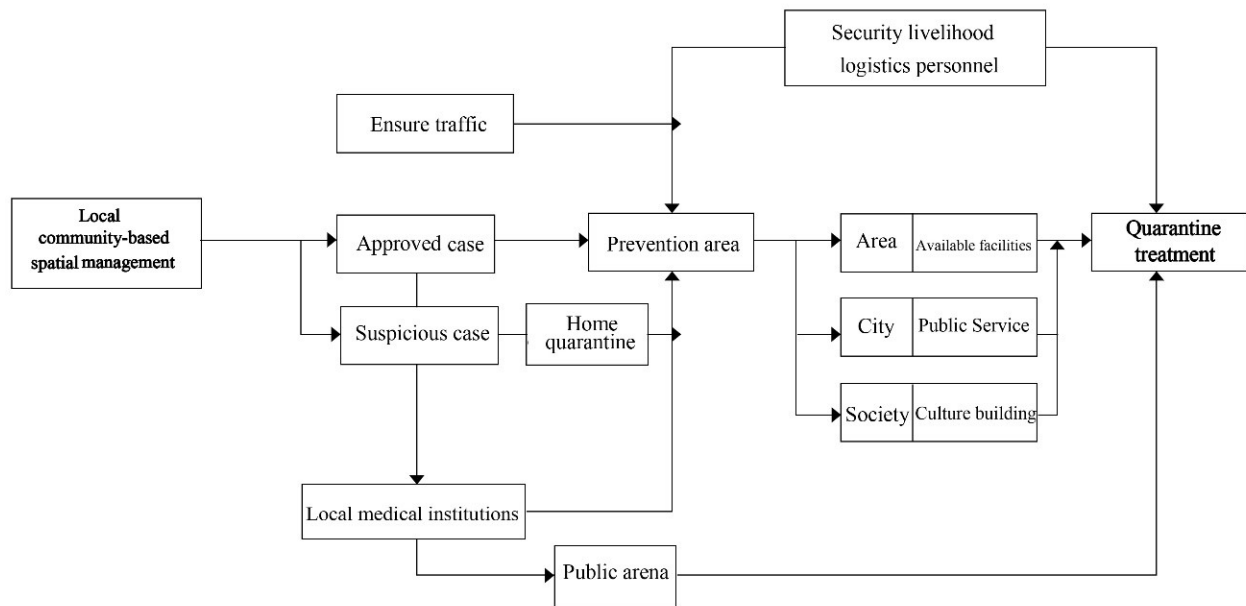 Security livelihood
logistics personnel
Ensure traffic
Local
community-based
spatial management
Approved case
Prevention area
Area
Available facilities
Quarantine
treatment
Suspicious case
Home
quarantine
City
Public Service
Society
Culture building
Local medical institutions
Public arena